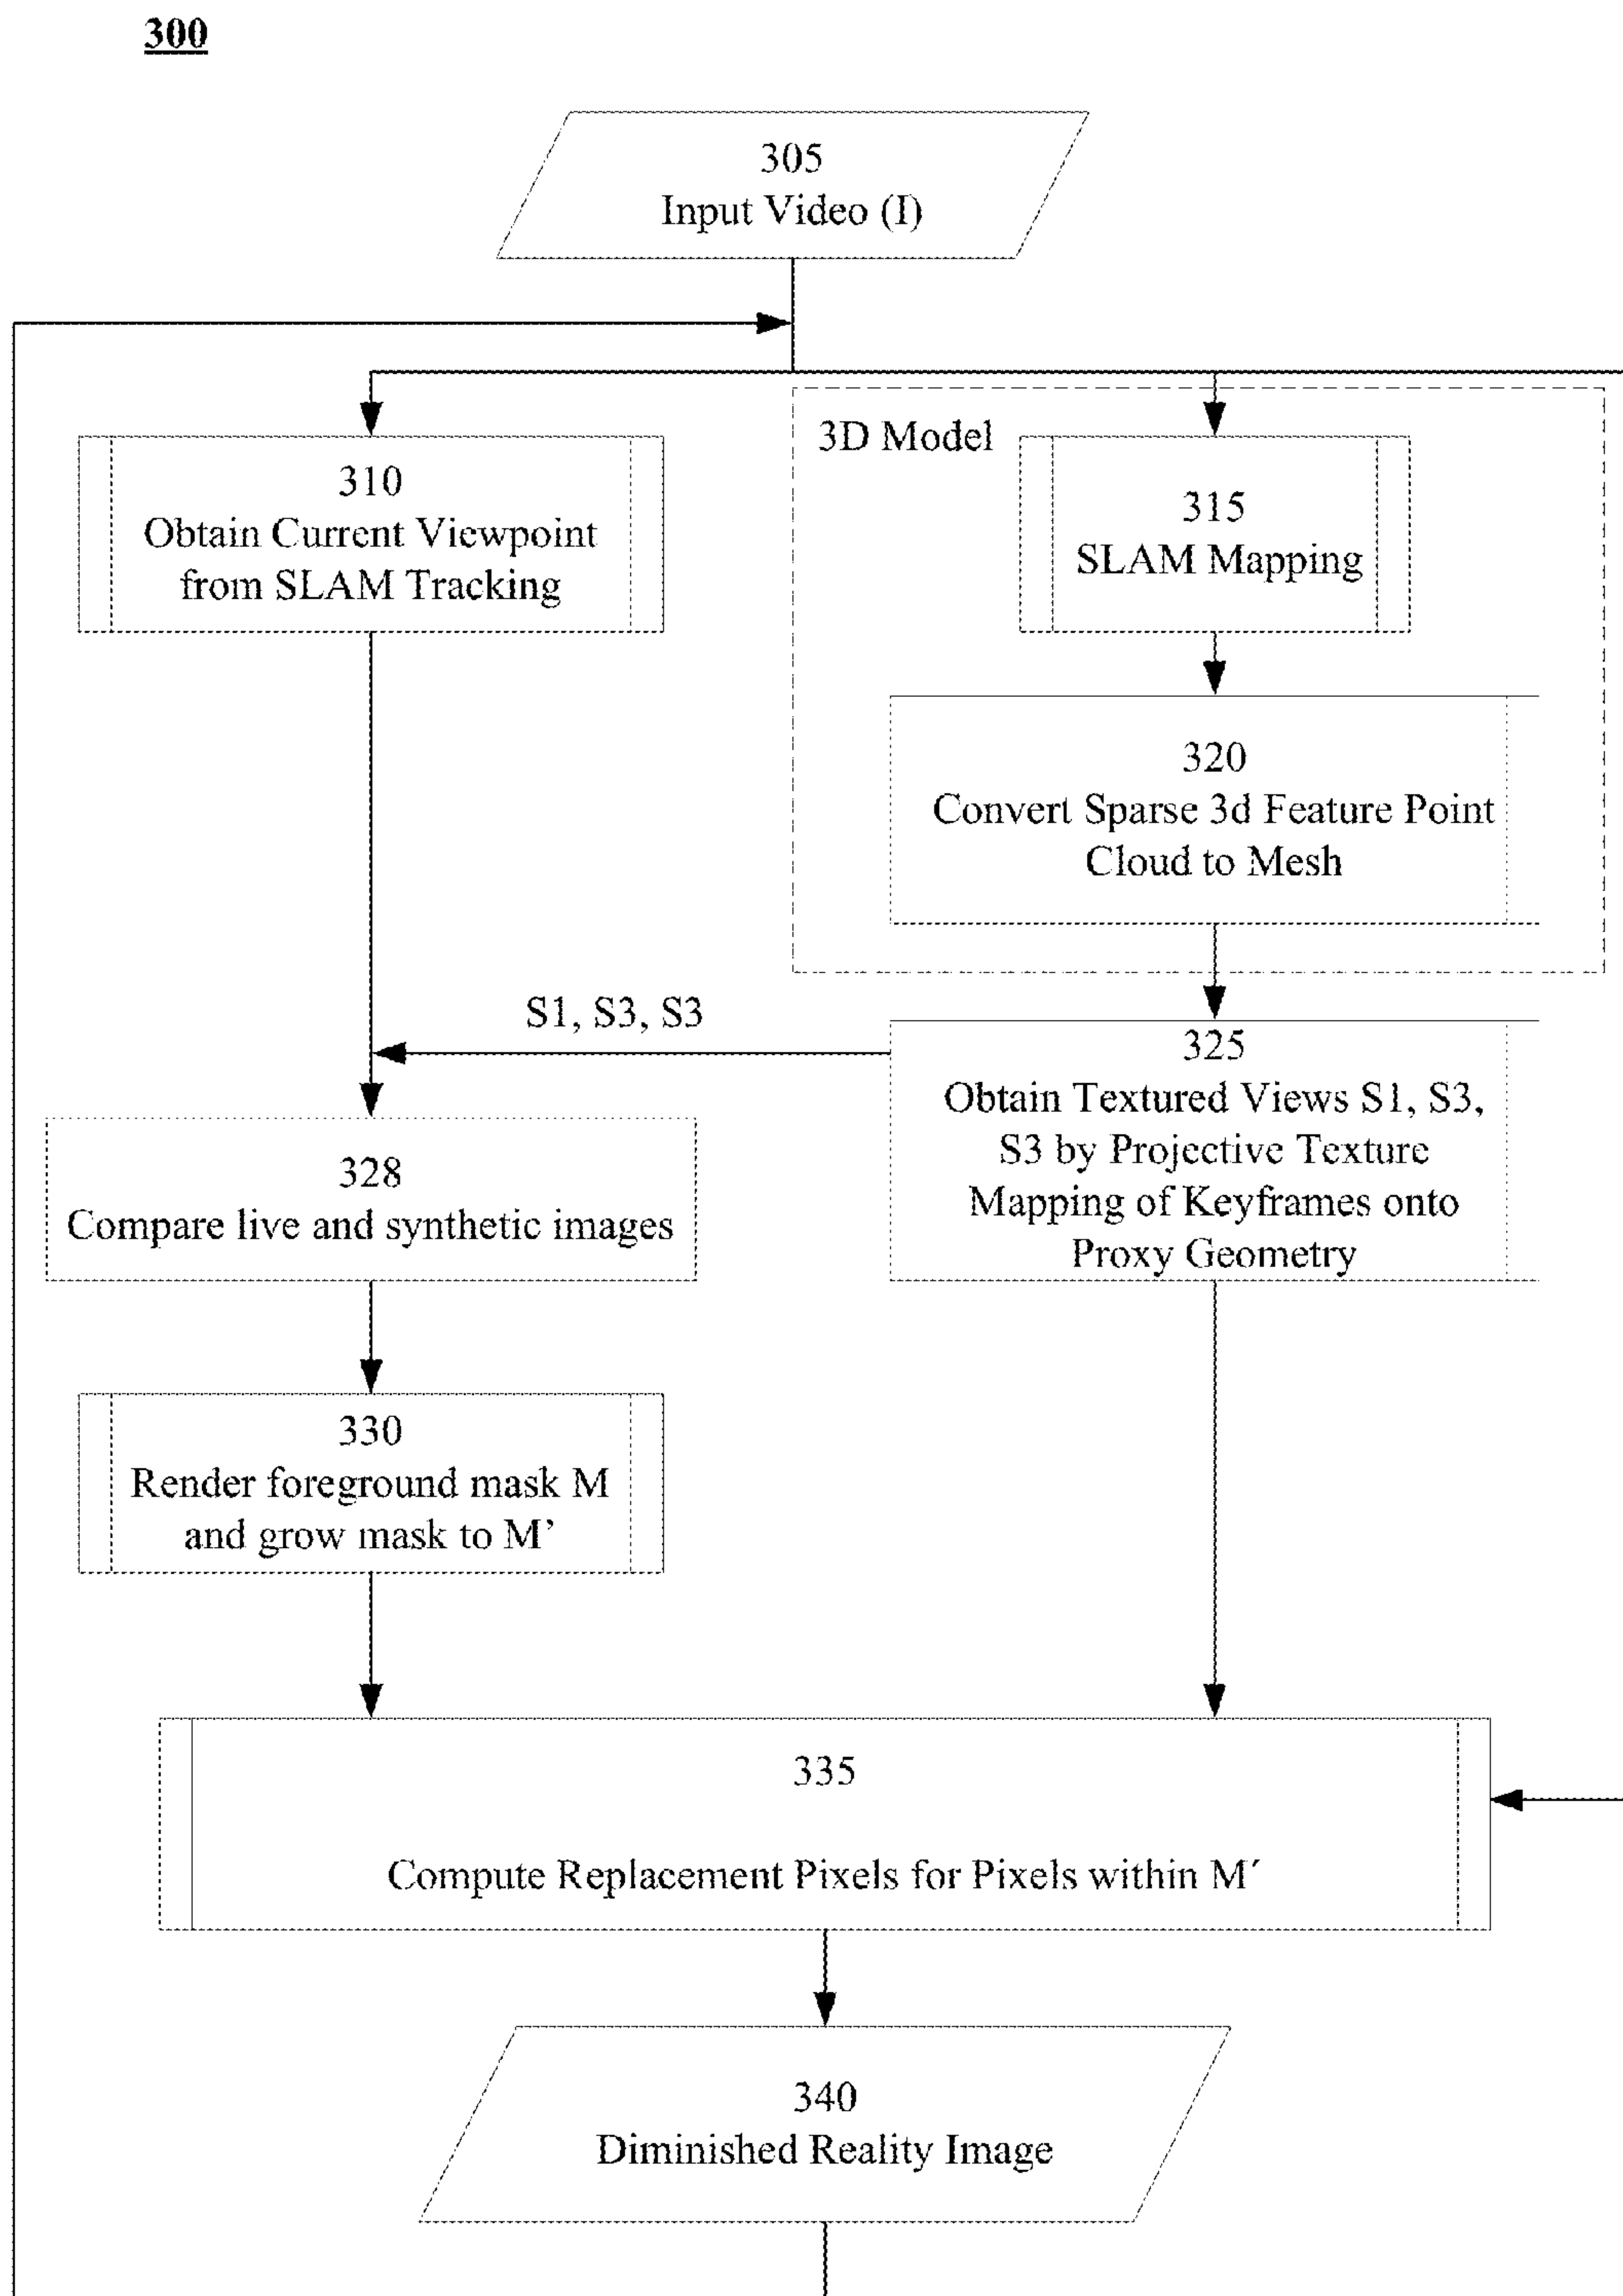 300
305
Input Video (I)
3D Model
310
Obtain Current Viewpoint
from SLAM Tracking
315
SLAM Mapping
320
Convert Sparse 3d Feature Point
Cloud to Mesh
S1, S3, S3
325
Obtain Textured Views S1, S3,
S3 by Projective Texture
Mapping of Keyframes onto
Proxy Geometry
328
Compare live and synthetic images
330
Render foreground mask M
and grow mask to M’
335
Compute Replacement Pixels for Pixels within M´
340
Diminished Reality Image